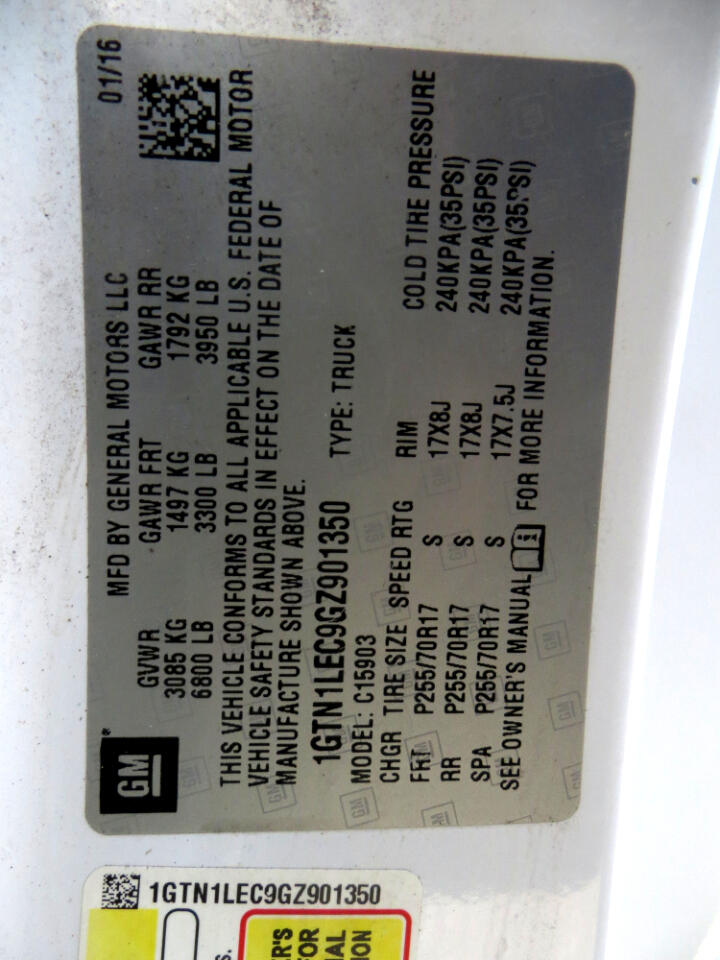 GM
MFD BY GENERAL MOTORS LLC 01/16
GVWR GAWR FRT GAWR RR
3085 KG 1497 KG 1792 KG
6800 LB 3300 LB 3950 LB
THIS VEHICLE CONFORMS TO ALL APPLICABLE U.S. FEDERAL MOTOR
VEHICLE SAFETY STANDARDS IN EFFECT ON THE DATE OF
MANUFACTURE SHOWN ABOVE.
1GTN1LEC9GZ901350 TYPE: TRUCK
MODEL: C15903
CHGR TIRE SIZE SPEED RTG RIM COLD TIRE PRESSURE
FRT P255/70R17 S 17X8J 240KPA(35PSI)
RR P255/70R17 S 17X8J 240KPA(35PSI)
SPA P255/70R17 S 17X7.5J 240KPA(35PSI)
SEE OWNER'S MANUAL FOR MORE INFORMATION.
1GTN1LEC9GZ901350